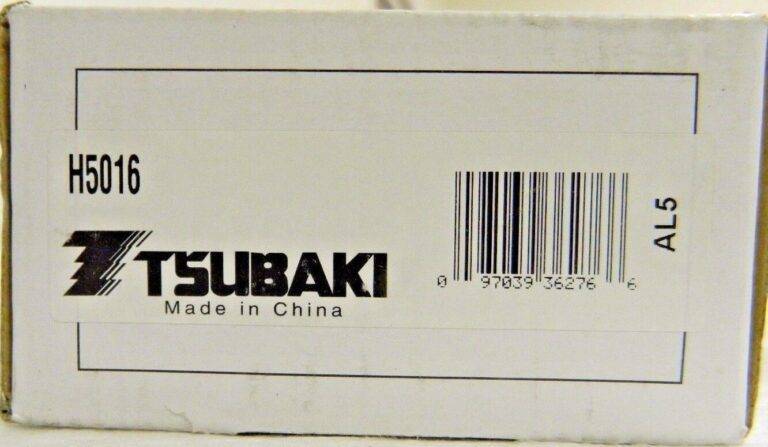 H5016
TSUBAKI
Made in China
0 97039 36276 6
AL5